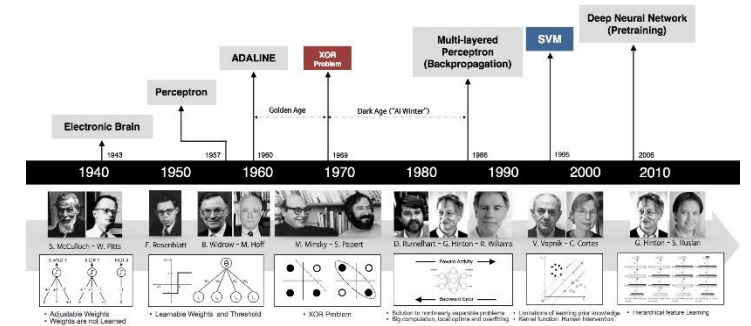 Deep Neural Network
(Pretraining)
Multi-layered
Perceptron
(Backpropagation)
SVM
ADALINE
XOR
Problem
Perceptron
Golden Age
Dark Age ("AI Winter")
Electronic Brain
1943
1957
1960
1969
1986
1995
2006
1940
1950
1960
1970
1980
1990
2000
2010
S. McCulloch – W. Pitts
F. Rosenblatt
B. Widrow – M. Hoff
M. Minsky – S. Papert
D. Rumelhart – G. Hinton – R. Wiliams
V. Vapnik – C. Cortes
G. Hinton – S. Ruslan
X AND Y
X OR Y
NOT X
Foward Activity
Backward Error
• Adjustable Weights
• Weights are not Learned
• Learnable Weights and Threshold
• XOR Problem
• Solution to nonlinearly separable problems
• Big computation, local optima and overfitting
• Limitations of learning prior knowledge
• Kernel function: Human Intervention
• Hierarchical feature Learning